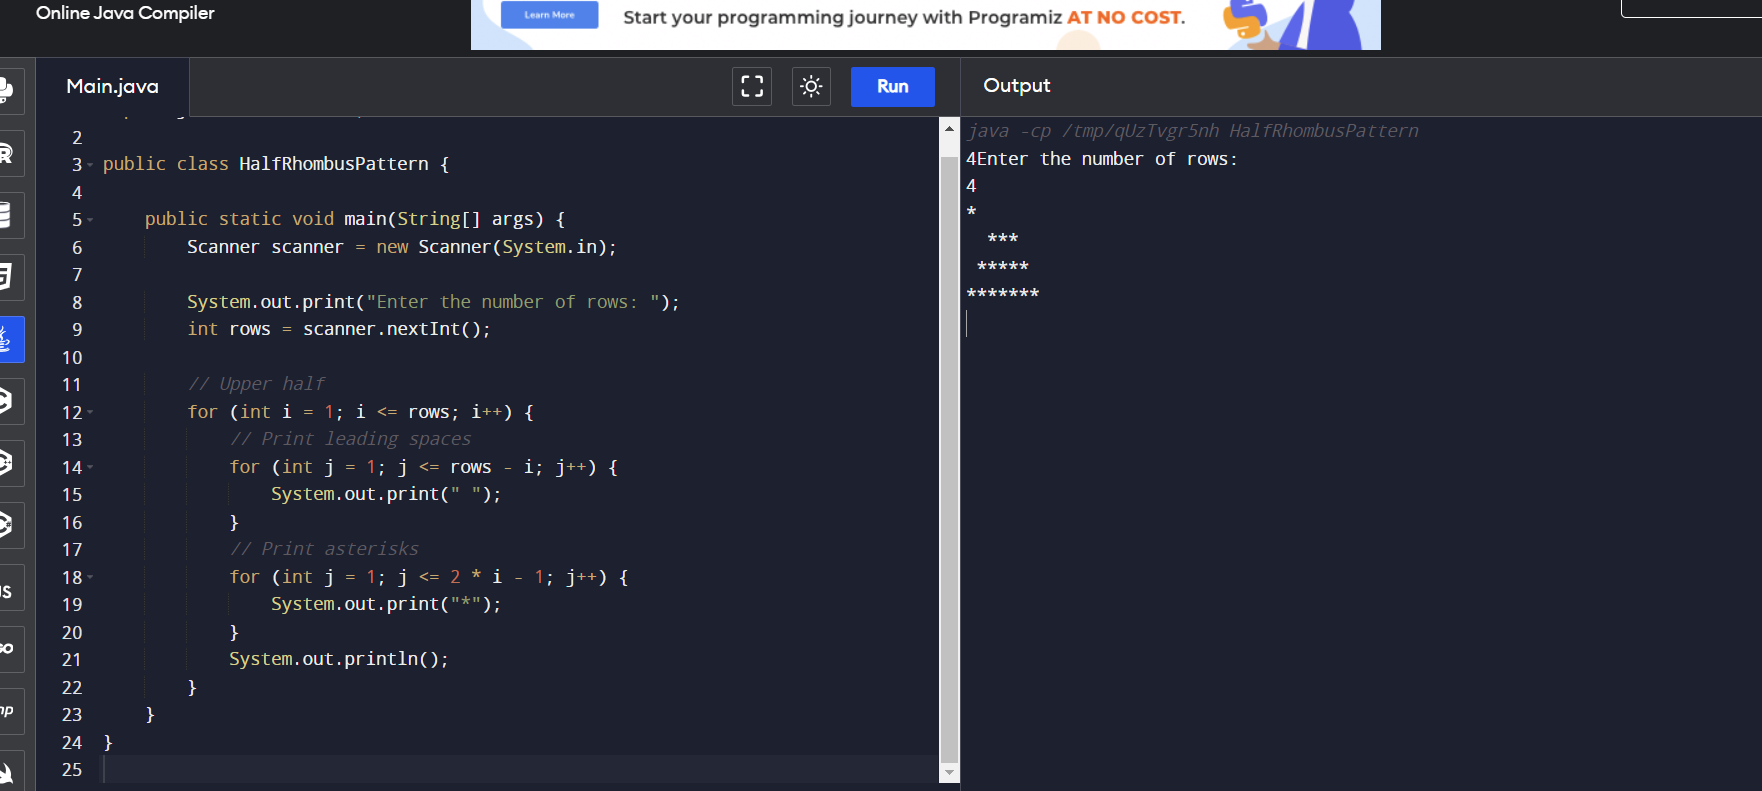 Online Java Compiler
Learn More
Start your programming journey with Programiz AT NO COST.
Main.java
Run
Output
2
3 public class HalfRhombusPattern {
4
5     public static void main(String[] args) {
6         Scanner scanner = new Scanner(System.in);
7
8         System.out.print("Enter the number of rows: ");
9         int rows = scanner.nextInt();
10
11         // Upper half
12         for (int i = 1; i <= rows; i++) {
13             // Print leading spaces
14             for (int j = 1; j <= rows - i; j++) {
15                 System.out.print(" ");
16             }
17             // Print asterisks
18             for (int j = 1; j <= 2 * i - 1; j++) {
19                 System.out.print("*");
20             }
21             System.out.println();
22         }
23     }
24 }
25
java -cp /tmp/qUzTvgr5nh HalfRhombusPattern
4Enter the number of rows:
4
*
  ***
 *****
*******